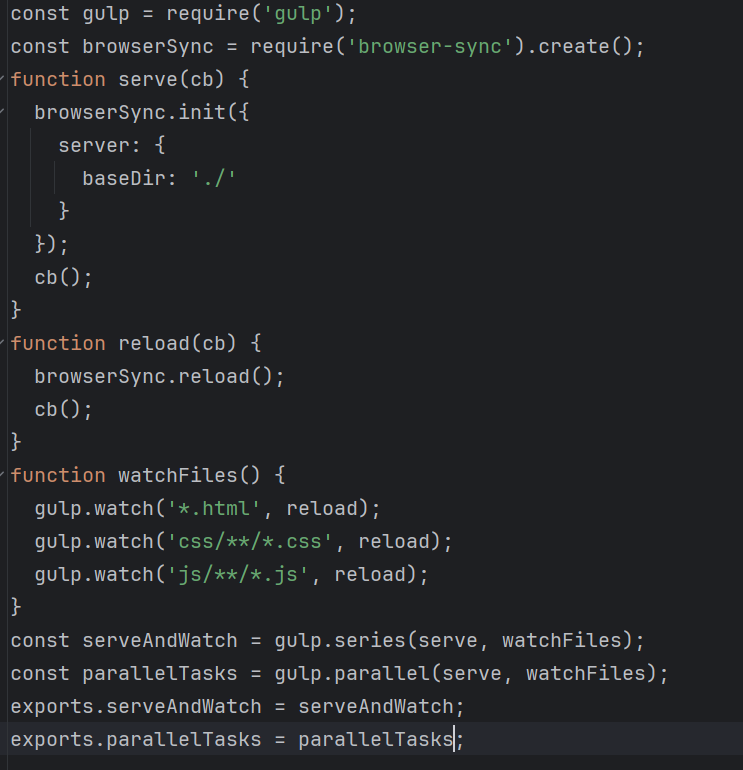 const gulp = require('gulp');
const browserSync = require('browser-sync').create();
function serve(cb) {
  browserSync.init({
    server: {
      baseDir: './'
    }
  });
  cb();
}
function reload(cb) {
  browserSync.reload();
  cb();
}
function watchFiles() {
  gulp.watch('*.html', reload);
  gulp.watch('css/**/*.css', reload);
  gulp.watch('js/**/*.js', reload);
}
const serveAndWatch = gulp.series(serve, watchFiles);
const parallelTasks = gulp.parallel(serve, watchFiles);
exports.serveAndWatch = serveAndWatch;
exports.parallelTasks = parallelTasks;